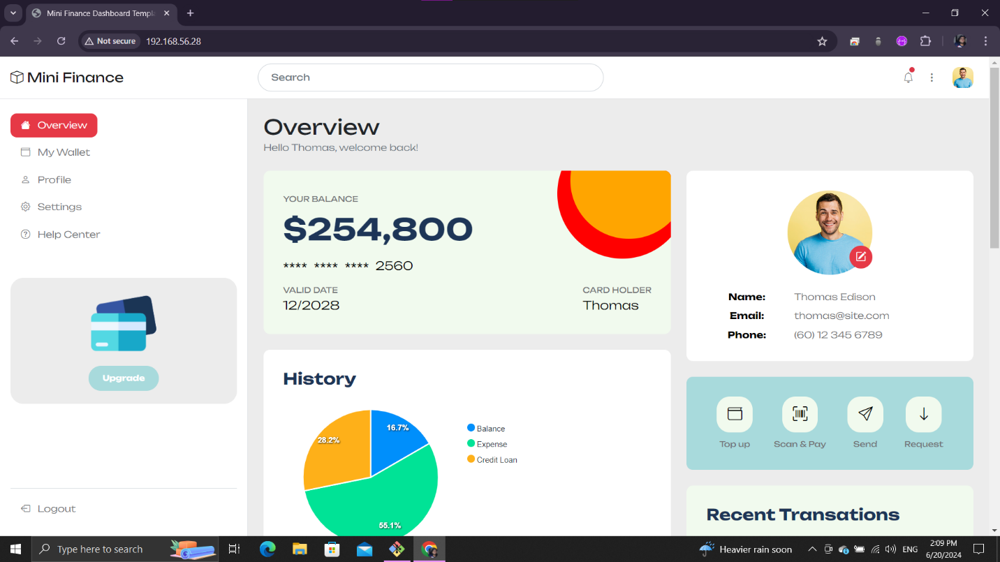 Mini Finance Dashboard Templa
Not secure
192.168.56.28
Mini Finance
Search
Overview
My Wallet
Profile
Settings
Help Center
Upgrade
Logout
Overview
Hello Thomas, welcome back!
YOUR BALANCE
$254,800
**** **** **** 2560
VALID DATE
12/2028
CARD HOLDER
Thomas
History
16.7%
28.2%
55.1%
Balance
Expense
Credit Loan
Name: Thomas Edison
Email: thomas@site.com
Phone: (60) 12 345 6789
Top up
Scan & Pay
Send
Request
Recent Transations
Type here to search
Heavier rain soon
ENG
2:09 PM
6/20/2024